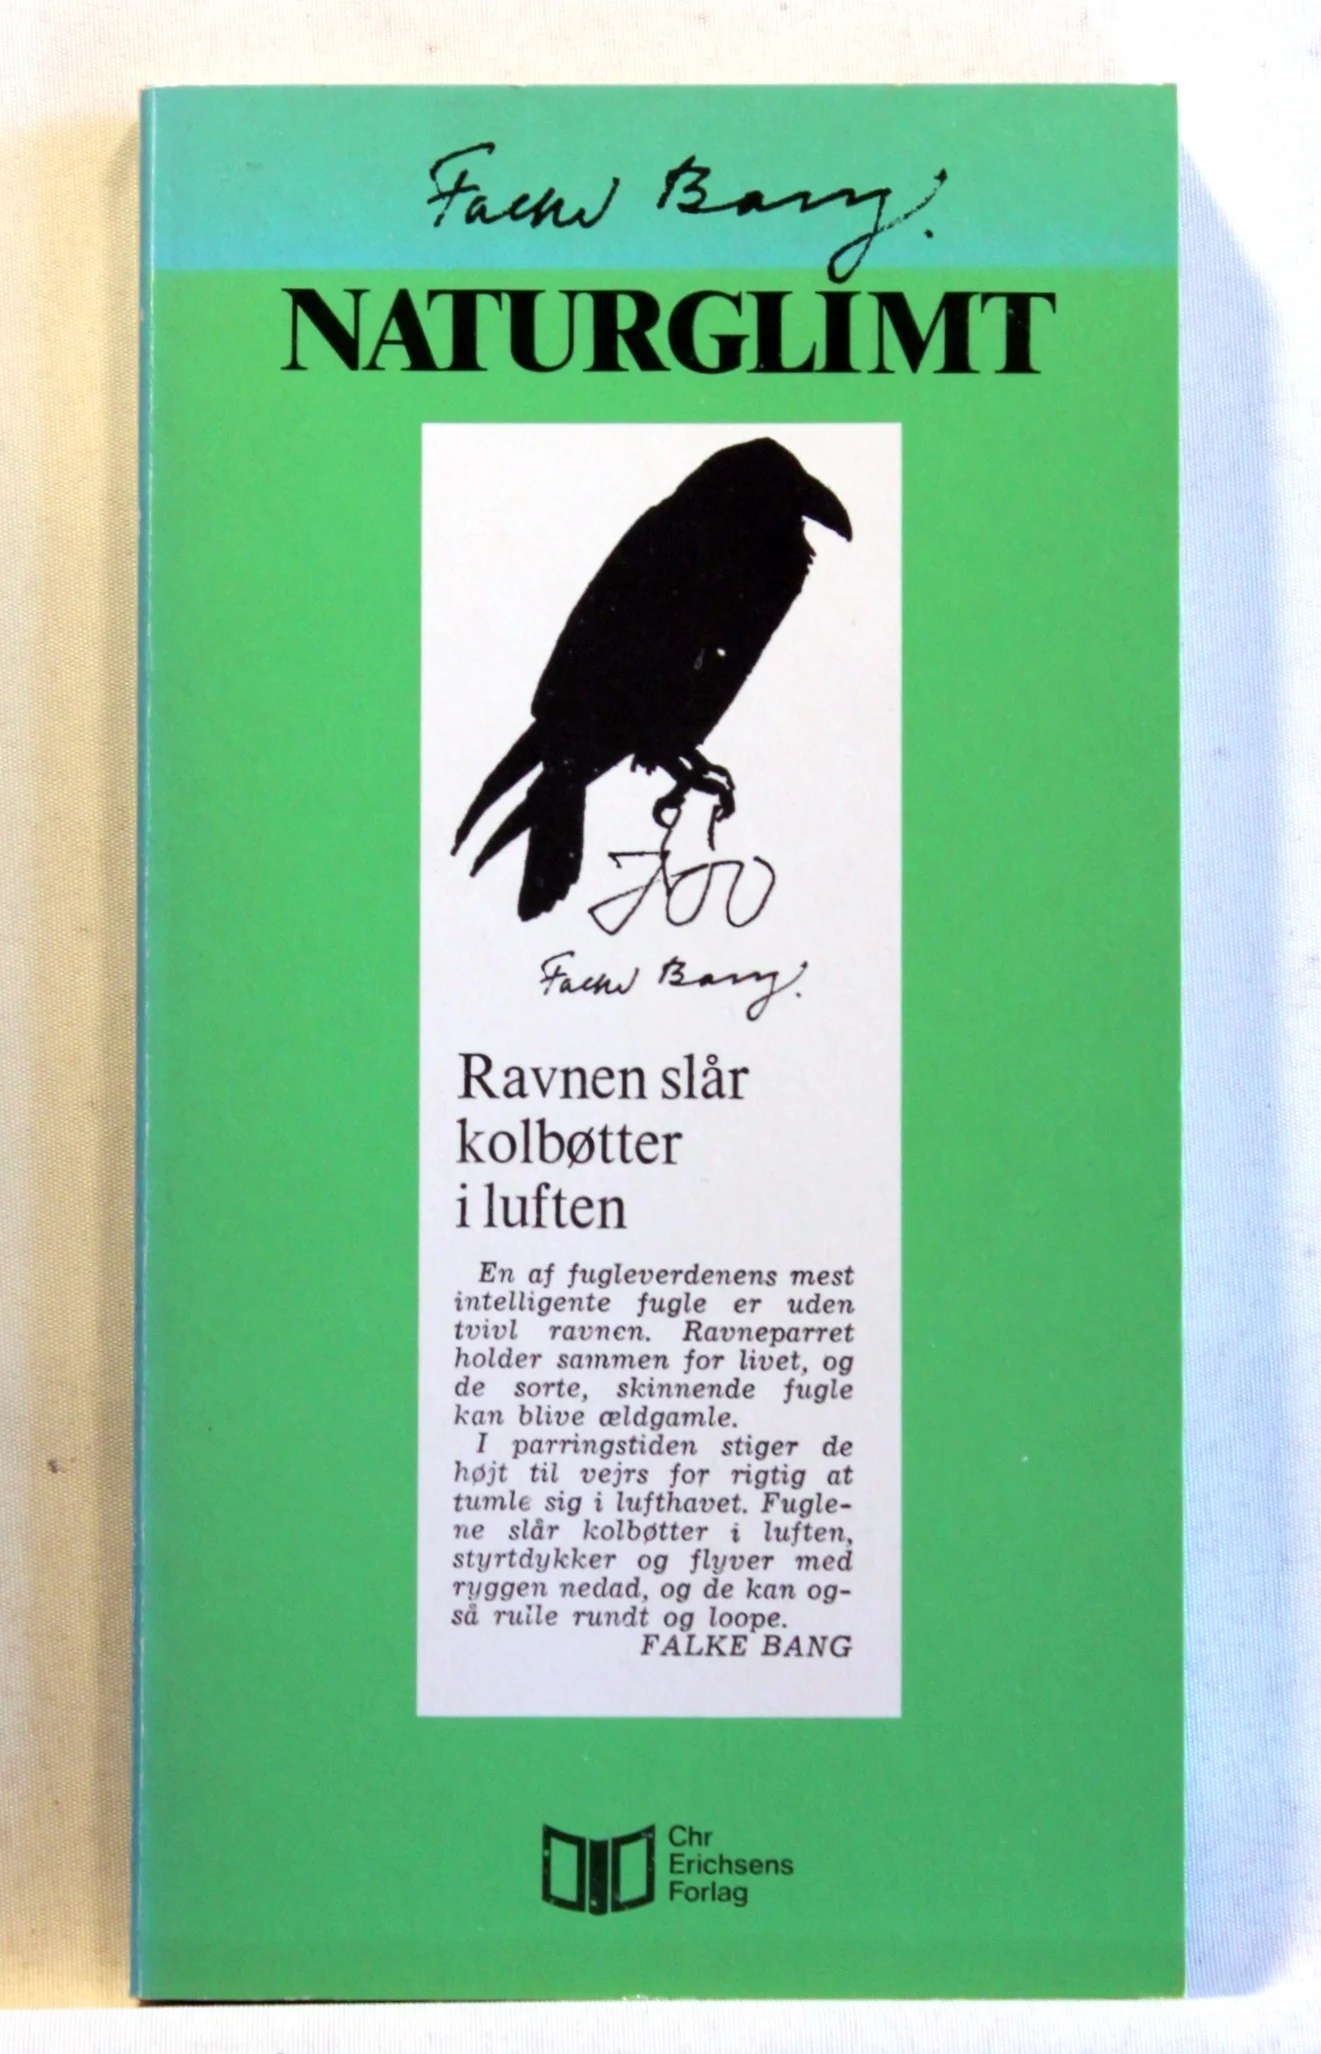 Falke Bang.
NATURGLIMT
Falke Bang.
Ravnen slår
kolbøtter
i luften
En af fugleverdenens mest
intelligente fugle er uden
tvivl ravnen. Ravneparret
holder sammen for livet, og
de sorte, skinnende fugle
kan blive ældgamle.
I parringstiden stiger de
højt til vejrs for rigtig at
tumle sig i lufthavet. Fugle-
ne slår kolbøtter i luften,
styrtdykker og flyver med
ryggen nedad, og de kan og-
så rulle rundt og loope.
FALKE BANG
Chr
Erichsens
Forlag